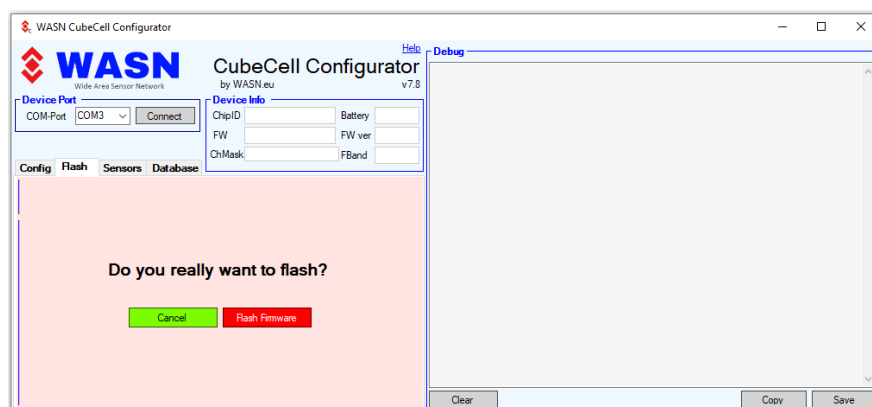 WASN CubeCell Configurator
WASN
Wide Area Sensor Network
Help
CubeCell Configurator
by WASN.eu
v7.8
Device Port
COM-Port COM3 Connect
Device Info
ChipID Battery
FW FW ver
ChMask FBand
Config Flash Sensors Database
Do you really want to flash?
Cancel Flash Firmware
Debug
Clear Copy Save